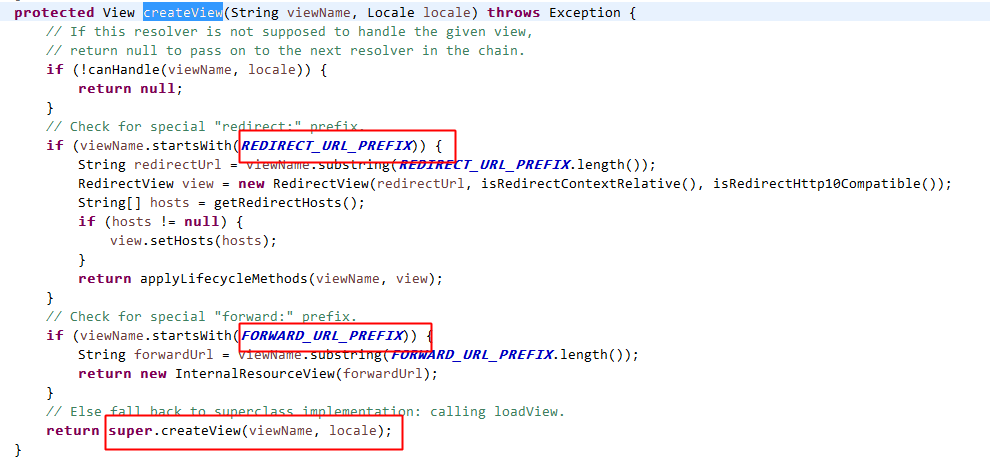 protected View createView(String viewName, Locale locale) throws Exception {
// If this resolver is not supposed to handle the given view,
// return null to pass on to the next resolver in the chain.
if (!canHandle(viewName, locale)) {
return null;
}
// Check for special "redirect:" prefix.
if (viewName.startsWith(REDIRECT_URL_PREFIX)) {
String redirectUrl = viewName.substring(REDIRECT_URL_PREFIX.length());
RedirectView view = new RedirectView(redirectUrl, isRedirectContextRelative(), isRedirectHttp10Compatible());
String[] hosts = getRedirectHosts();
if (hosts != null) {
view.setHosts(hosts);
}
return applyLifecycleMethods(viewName, view);
}
// Check for special "forward:" prefix.
if (viewName.startsWith(FORWARD_URL_PREFIX)) {
String forwardUrl = viewName.substring(FORWARD_URL_PREFIX.length());
return new InternalResourceView(forwardUrl);
}
// Else fall back to superclass implementation: calling loadView.
return super.createView(viewName, locale);
}